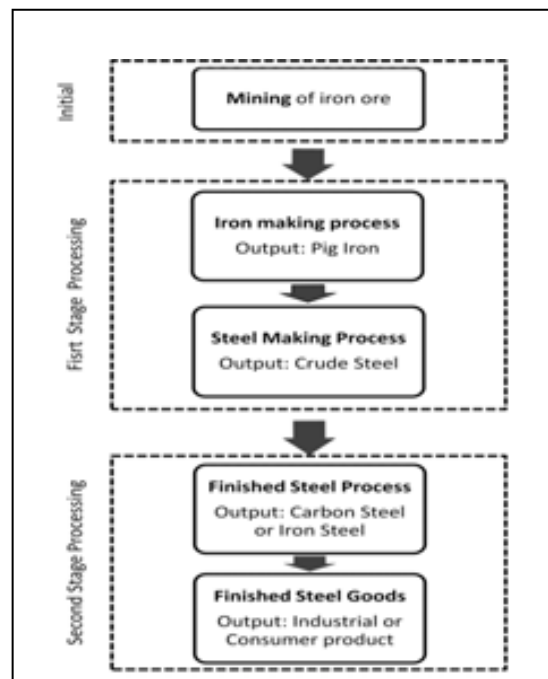 Initial
Mining of iron ore
Fisrt Stage Processing
Iron making process
Output: Pig Iron
Steel Making Process
Output: Crude Steel
Second Stage Processing
Finished Steel Process
Output: Carbon Steel
or Iron Steel
Finished Steel Goods
Output: Industrial or
Consumer product